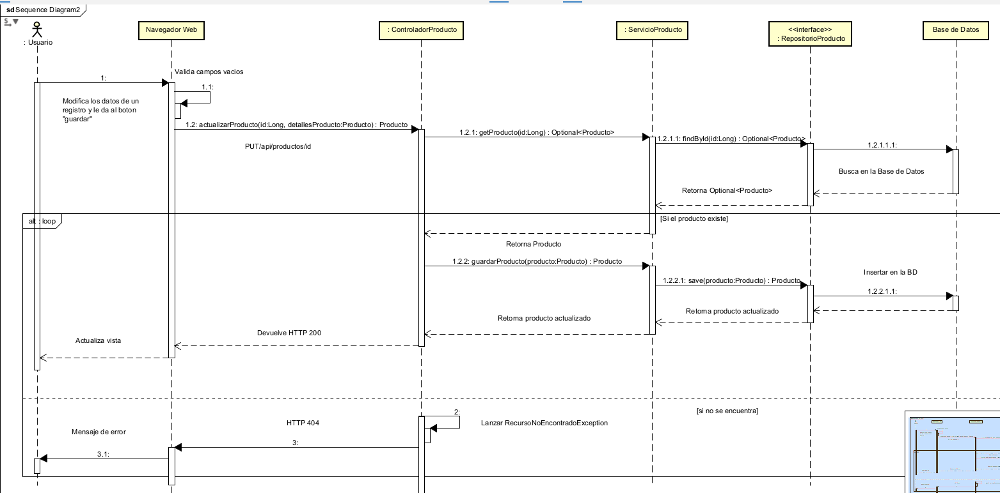 sd Sequence Diagram2
S
: Usuario
Navegador Web
: ControladorProducto
: ServicioProducto
<<interface>>
: RepositorioProducto
Base de Datos
Valida campos vacios
1:
1.1:
Modifica los datos de un
registro y le da al boton
"guardar"
1.2: actualizarProducto(id:Long, detallesProducto:Producto) : Producto
PUT/api/productos/id
1.2.1: getProducto(id:Long) : Optional<Producto>
1.2.1.1: findById(id:Long) : Optional<Producto>
1.2.1.1.1:
Busca en la Base de Datos
Retorna Optional<Producto>
alt : loop
[Si el producto existe]
Retorna Producto
1.2.2: guardarProducto(producto:Producto) : Producto
Insertar en la BD
1.2.2.1: save(producto:Producto) : Producto
1.2.2.1.1:
Retorna producto actualizado
Retorna producto actualizado
Devuelve HTTP 200
Actualiza vista
[si no se encuentra]
2:
Lanzar RecursoNoEncontradoException
HTTP 404
Mensaje de error
3:
3.1: